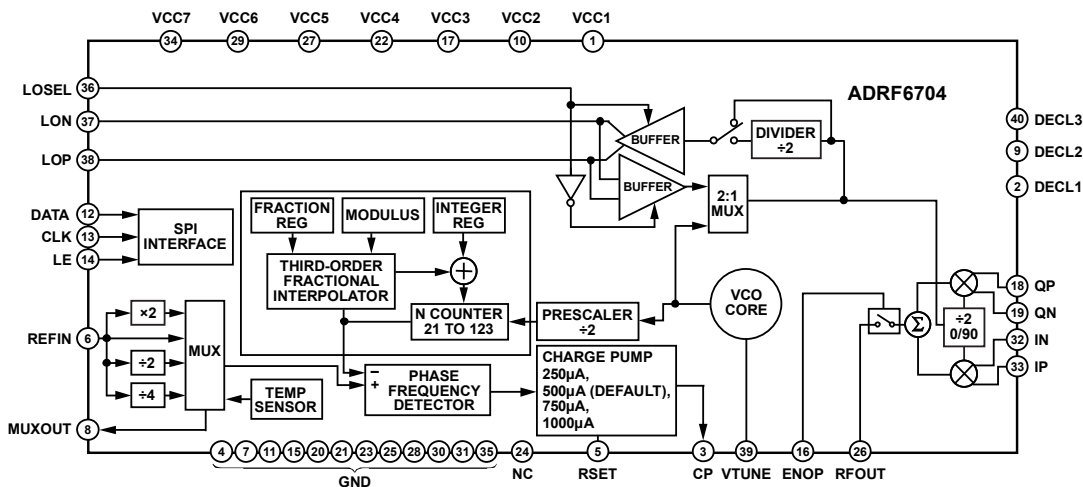 VCC7 VCC6 VCC5 VCC4 VCC3 VCC2 VCC1
34 29 27 22 17 10 1
LOSEL 36
ADRF6704
LON 37
LOP 38
BUFFER
DIVIDER
÷2
BUFFER
2:1
MUX
40 DECL3
9 DECL2
2 DECL1
DATA 12
CLK 13
LE 14
SPI
INTERFACE
FRACTION
REG
MODULUS
INTEGER
REG
THIRD-ORDER
FRACTIONAL
INTERPOLATOR
+
N COUNTER
21 TO 123
PRESCALER
÷2
VCO
CORE
18 QP
19 QN
32 IN
33 IP
÷2
0/90
Σ
REFIN 6
×2
÷2
÷4
MUX
TEMP
SENSOR
−
+
PHASE
FREQUENCY
DETECTOR
CHARGE PUMP
250µA,
500µA (DEFAULT),
750µA,
1000µA
MUXOUT 8
4 7 11 15 20 21 23 25 28 30 31 35 24 5 3 39 16 26
GND NC RSET CP VTUNE ENOP RFOUT